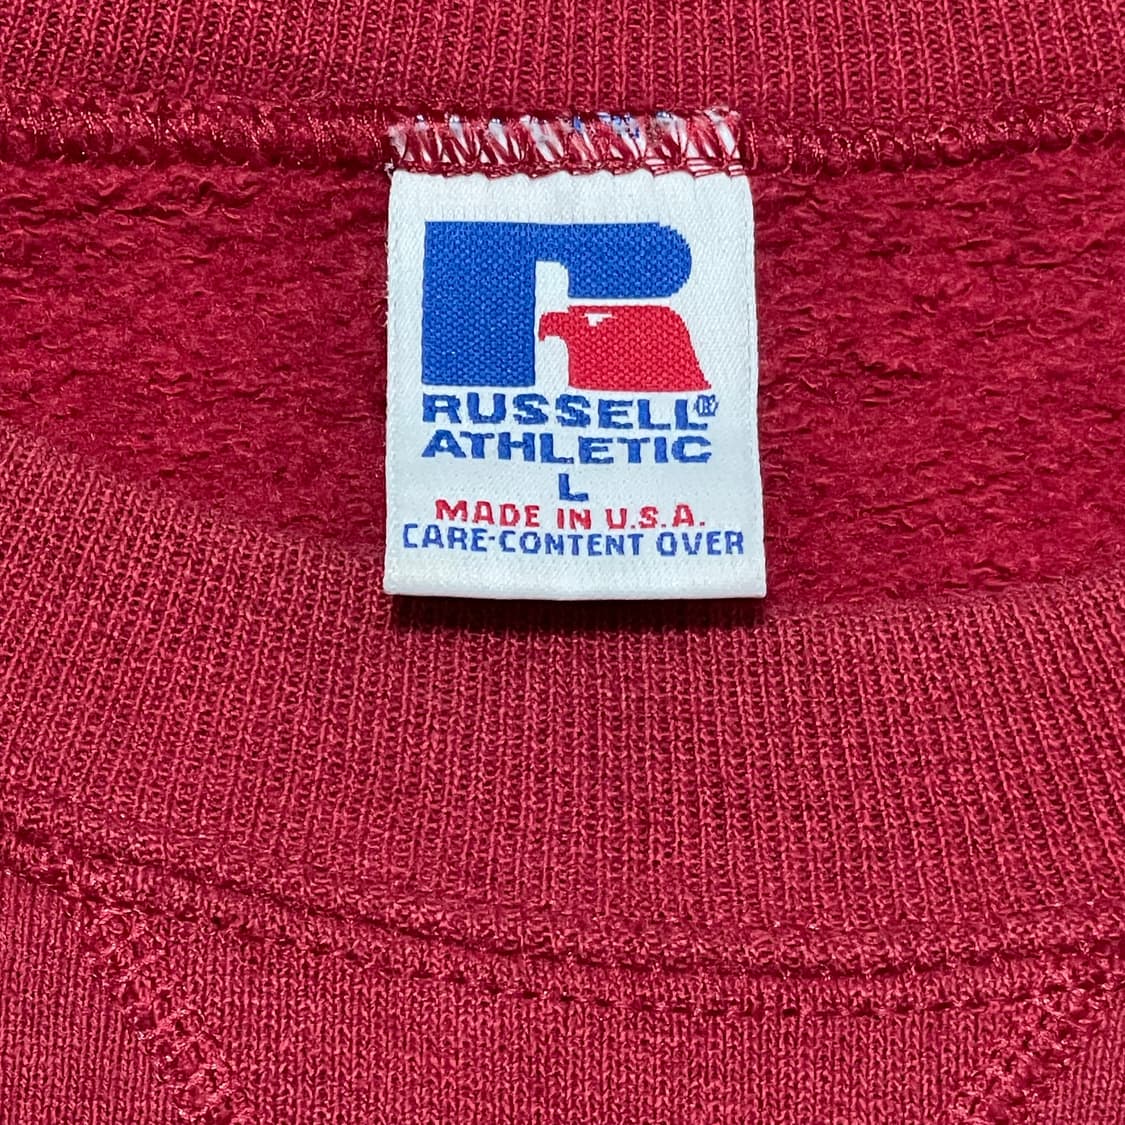 RUSSELL®
ATHLETIC
L
MADE IN U.S.A.
CARE-CONTENT OVER